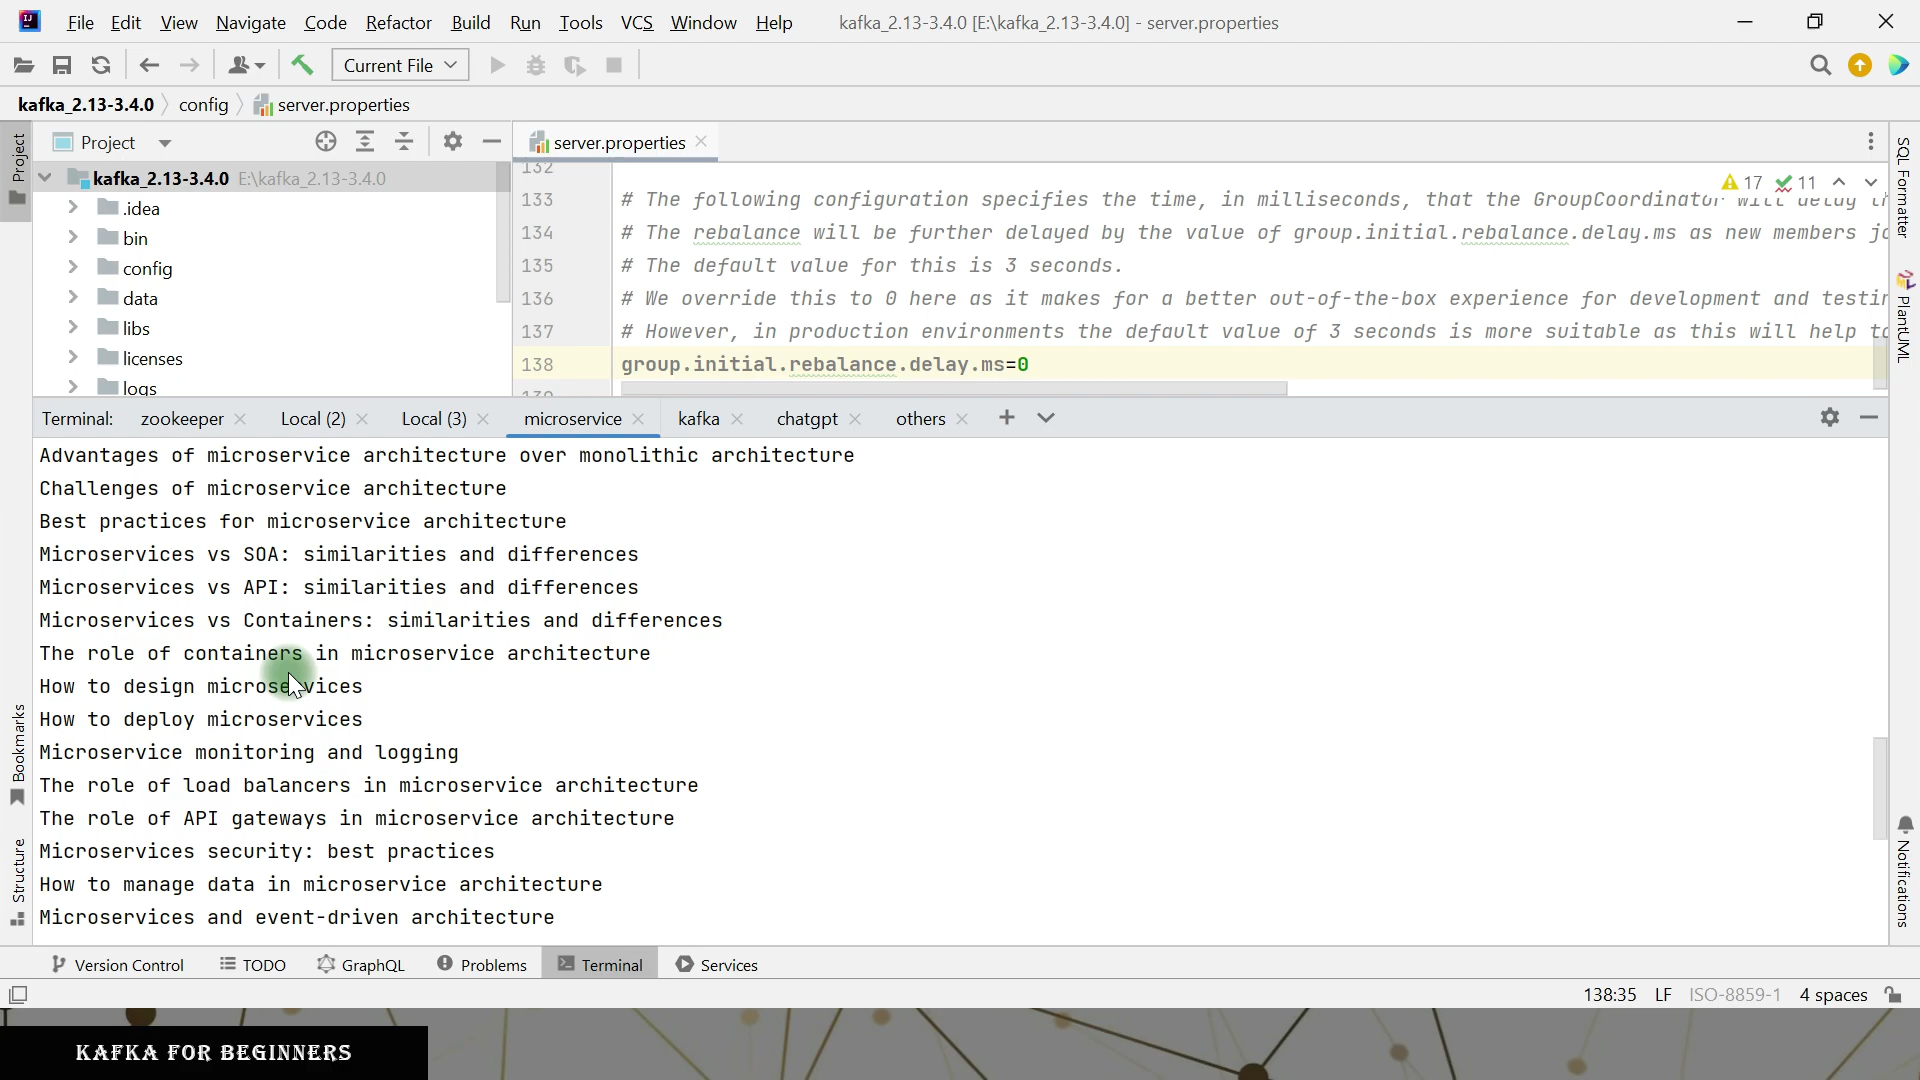 File Edit View Navigate Code Refactor Build Run Tools VCS Window Help kafka_2.13-3.4.0 [E:\kafka_2.13-3.4.0] - server.properties
Current File
kafka_2.13-3.4.0 config server.properties
Project
server.properties
Project
kafka_2.13-3.4.0 E:\kafka_2.13-3.4.0
.idea
bin
config
data
libs
licenses
logs
132
17 11
133 # The following configuration specifies the time, in milliseconds, that the GroupCoordinator will delay
134 # The rebalance will be further delayed by the value of group.initial.rebalance.delay.ms as new members
135 # The default value for this is 3 seconds.
136 # We override this to 0 here as it makes for a better out-of-the-box experience for development and
137 # However, in production environments the default value of 3 seconds is more suitable as this will help
138 group.initial.rebalance.delay.ms=0
SQL Formatter
PlantUML
Terminal: zookeeper Local (2) Local (3) microservice kafka chatgpt others
Advantages of microservice architecture over monolithic architecture
Challenges of microservice architecture
Best practices for microservice architecture
Microservices vs SOA: similarities and differences
Microservices vs API: similarities and differences
Microservices vs Containers: similarities and differences
The role of containers in microservice architecture
How to design microservices
How to deploy microservices
Microservice monitoring and logging
The role of load balancers in microservice architecture
The role of API gateways in microservice architecture
Microservices security: best practices
How to manage data in microservice architecture
Microservices and event-driven architecture
Bookmarks
Structure
Notifications
Version Control TODO GraphQL Problems Terminal Services
138:35 LF ISO-8859-1 4 spaces
KAFKA FOR BEGINNERS